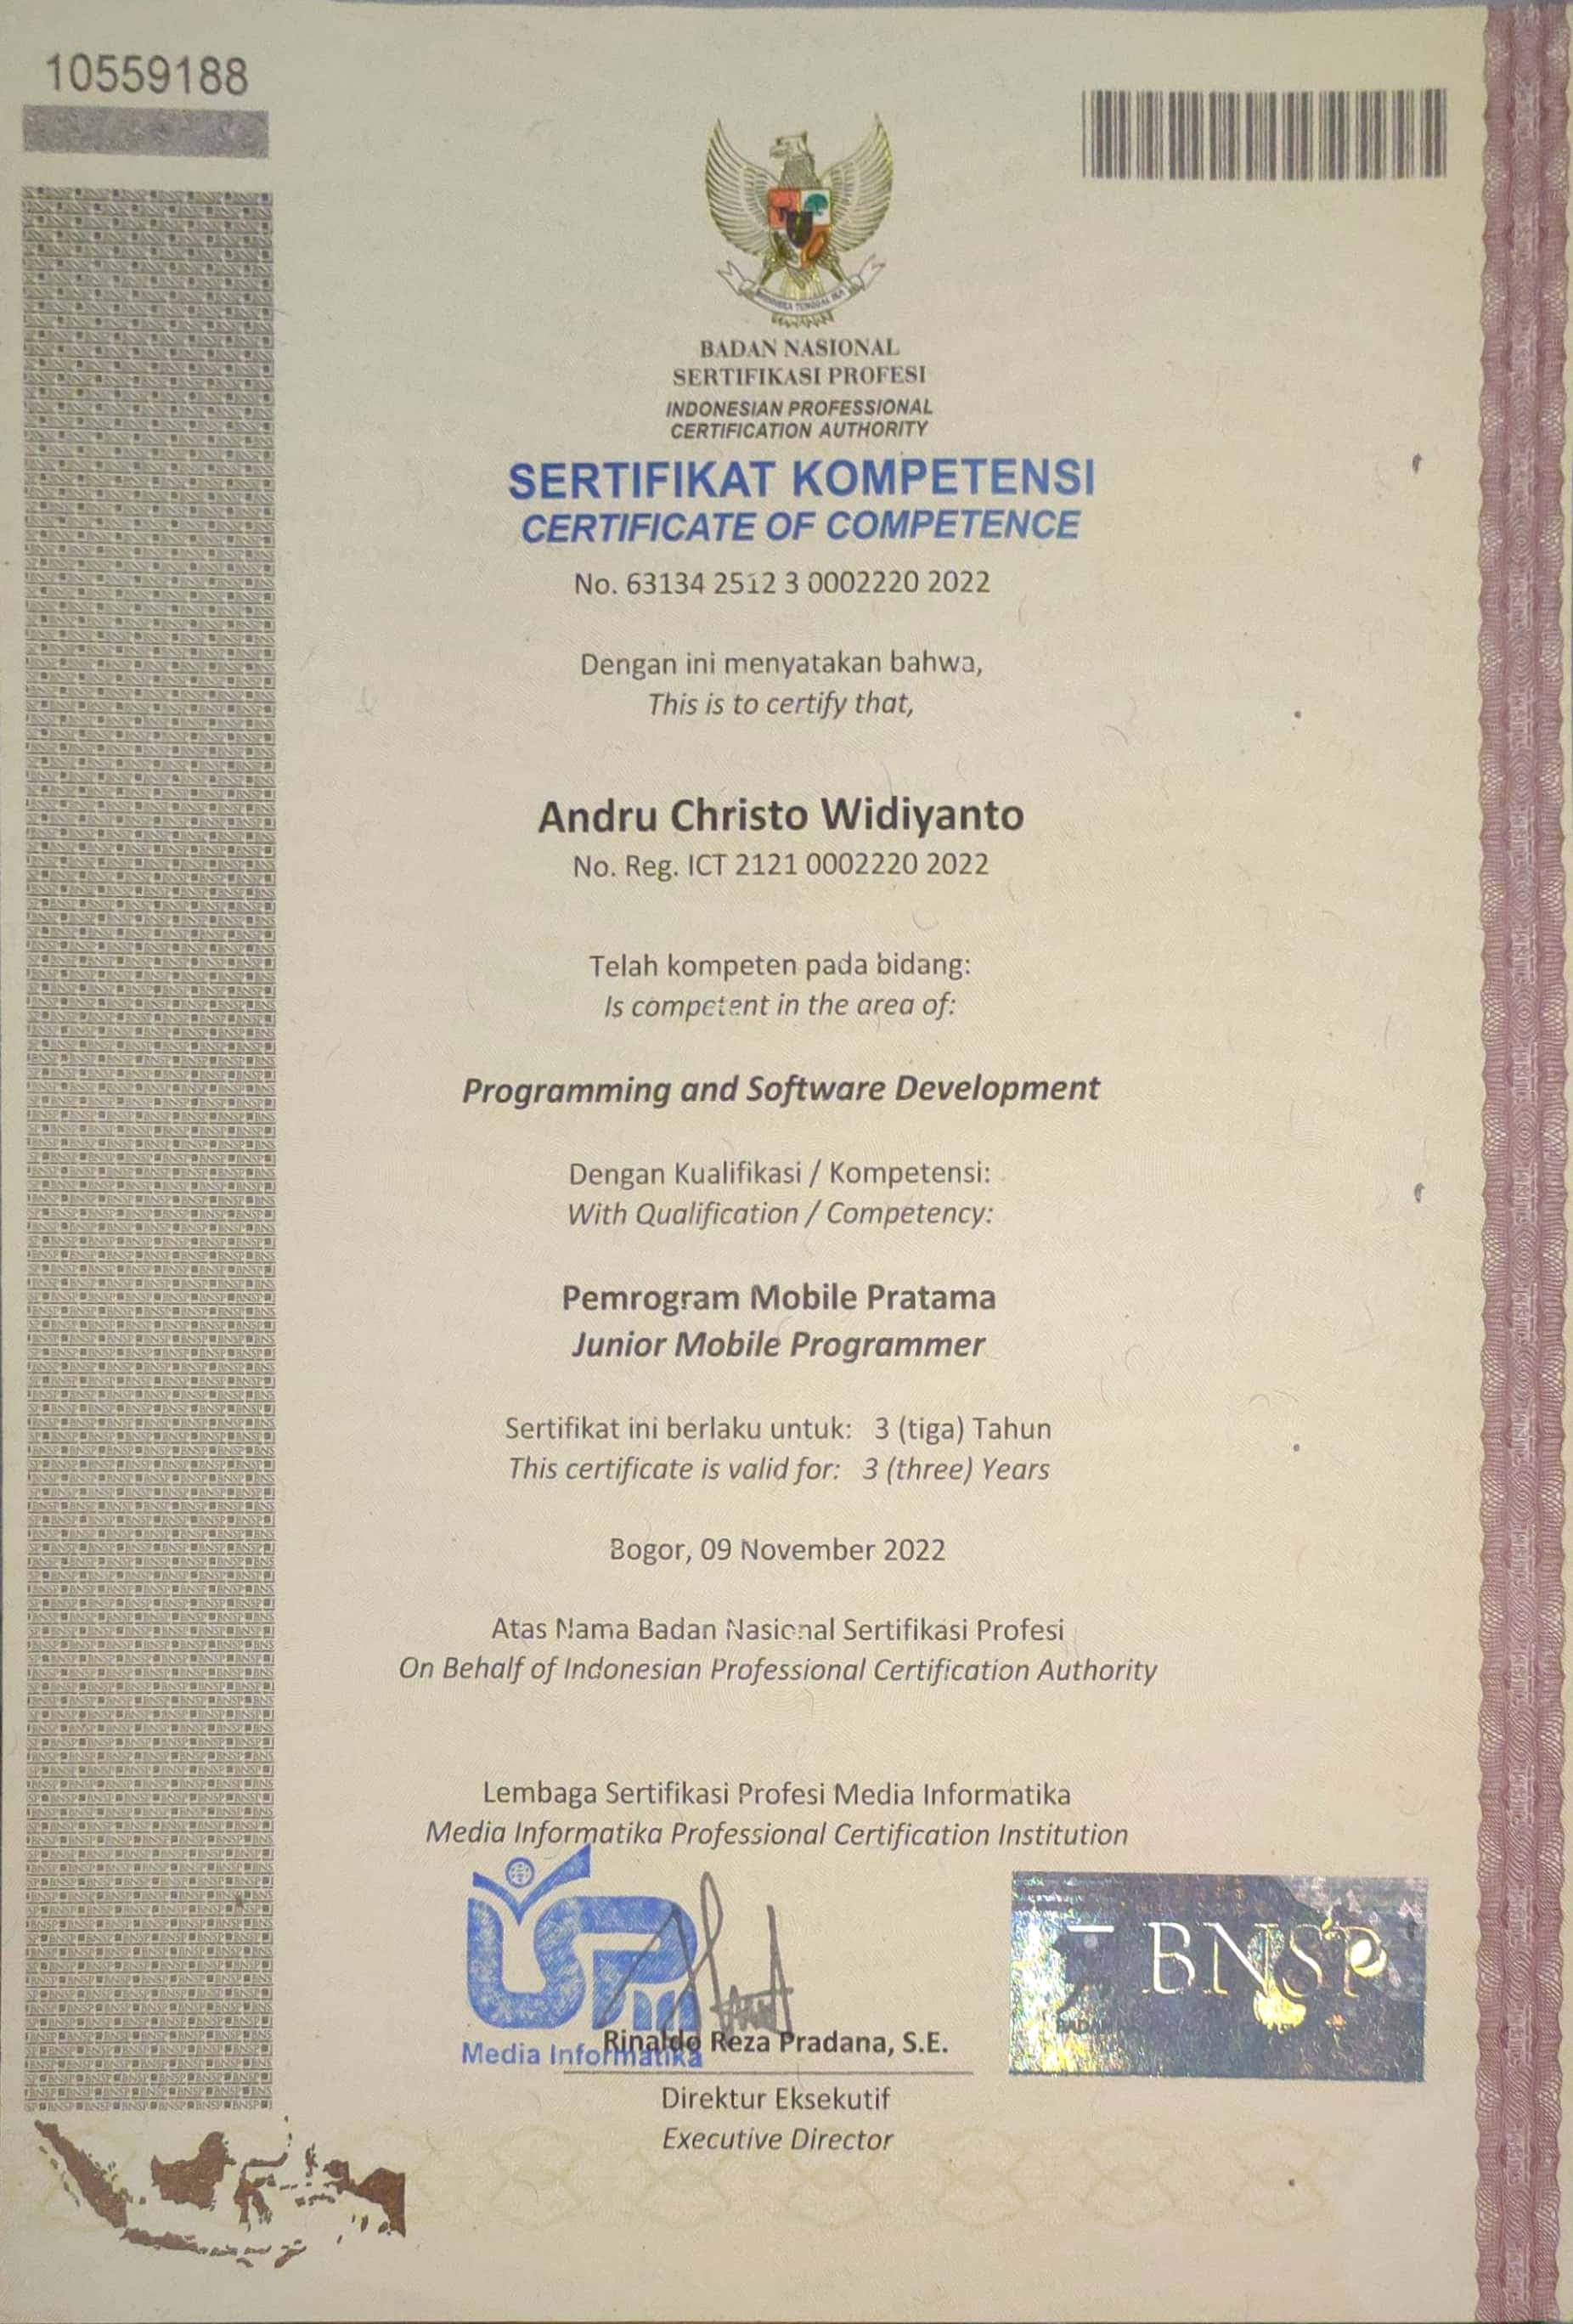 10559188
BADAN NASIONAL
SERTIFIKASI PROFESI
INDONESIAN PROFESSIONAL
CERTIFICATION AUTHORITY
SERTIFIKAT KOMPETENSI
CERTIFICATE OF COMPETENCE
No. 63134 2512 3 0002220 2022
Dengan ini menyatakan bahwa,
This is to certify that,
Andru Christo Widiyanto
No. Reg. ICT 2121 0002220 2022
Telah kompeten pada bidang:
Is competent in the area of:
Programming and Software Development
Dengan Kualifikasi / Kompetensi:
With Qualification / Competency:
Pemrogram Mobile Pratama
Junior Mobile Programmer
Sertifikat ini berlaku untuk: 3 (tiga) Tahun
This certificate is valid for: 3 (three) Years
Bogor, 09 November 2022
Atas Nama Badan Nasional Sertifikasi Profesi
On Behalf of Indonesian Professional Certification Authority
Lembaga Sertifikasi Profesi Media Informatika
Media Informatika Professional Certification Institution
BNSP
Rinaldo Reza Pradana, S.E.
Media Informatika
Direktur Eksekutif
Executive Director